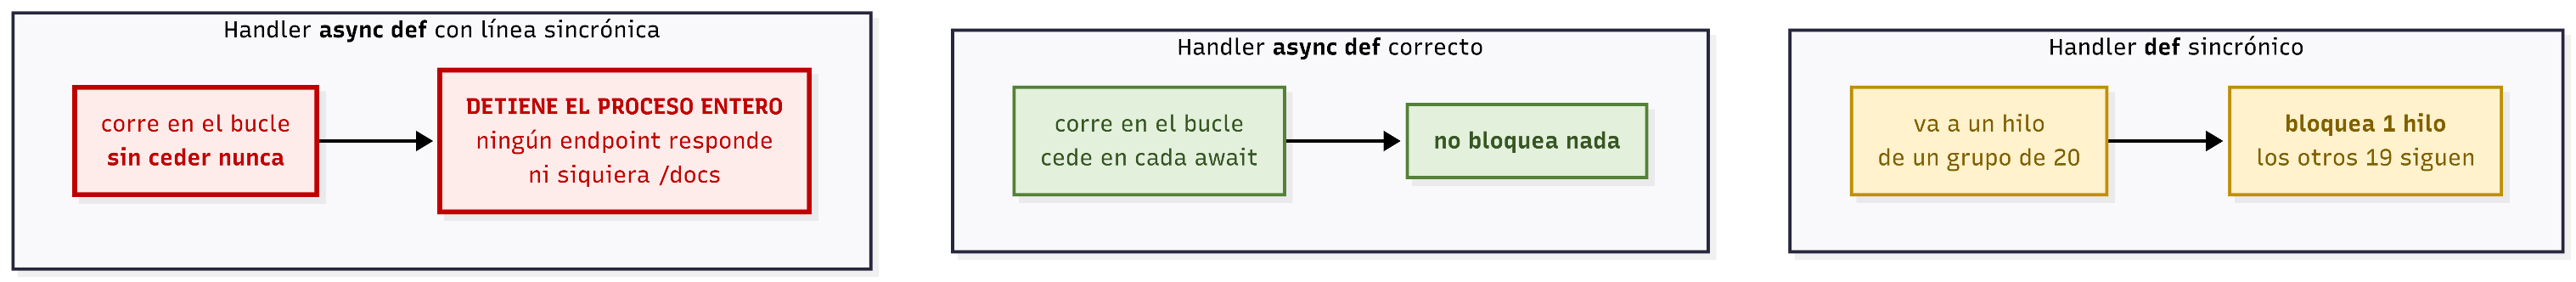 Handler async def con línea sincrónica
corre en el bucle
sin ceder nunca
DETIENE EL PROCESO ENTERO
ningún endpoint responde
ni siquiera /docs
Handler async def correcto
corre en el bucle
cede en cada await
no bloquea nada
Handler def sincrónico
va a un hilo
de un grupo de 20
bloquea 1 hilo
los otros 19 siguen